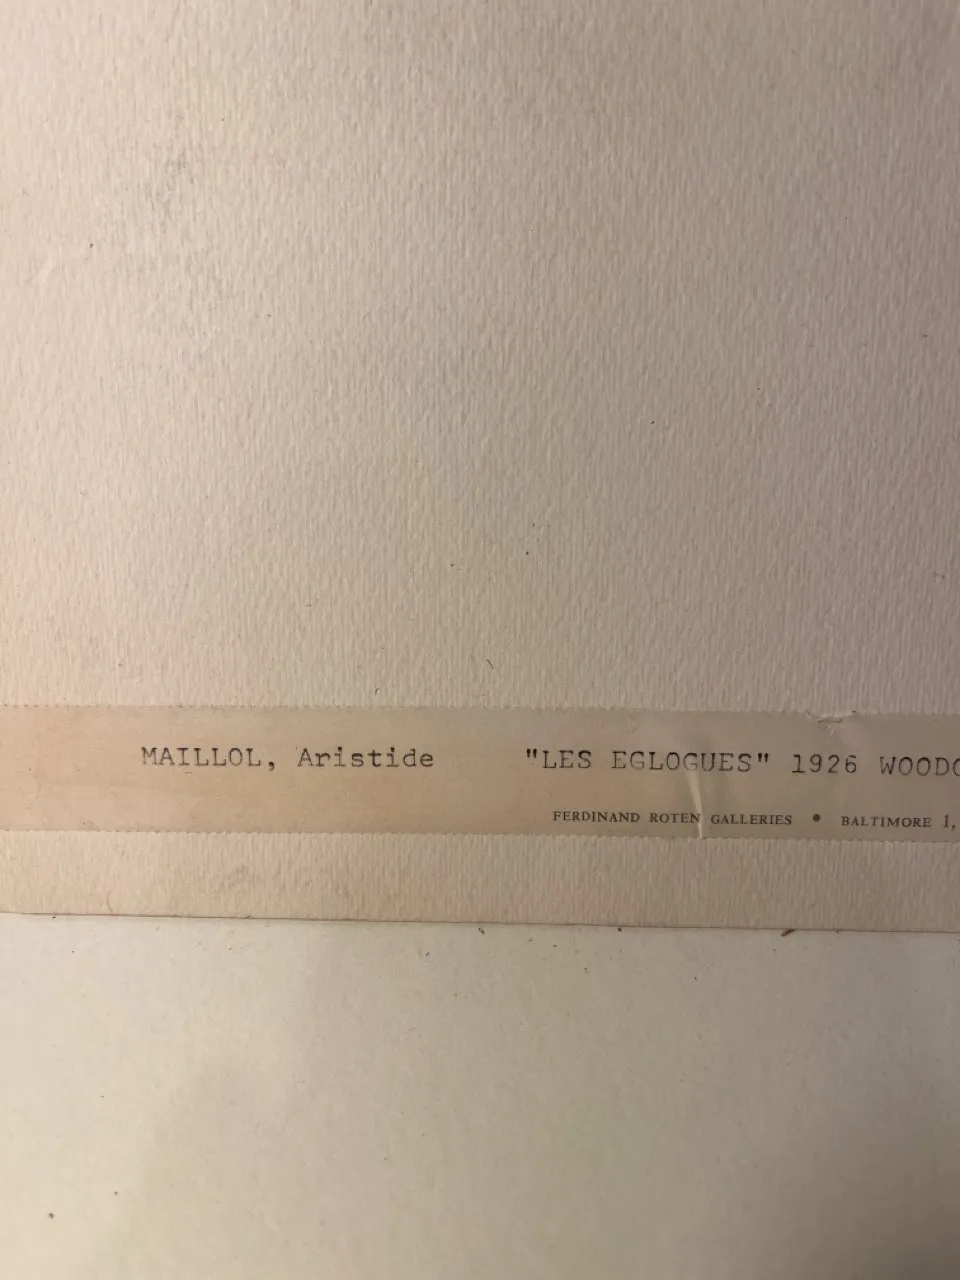 MAILLOL, Aristide "LES EGLOGUES" 1926
FERDINAND ROTEN GALLERIES • BALTIMORE 1,